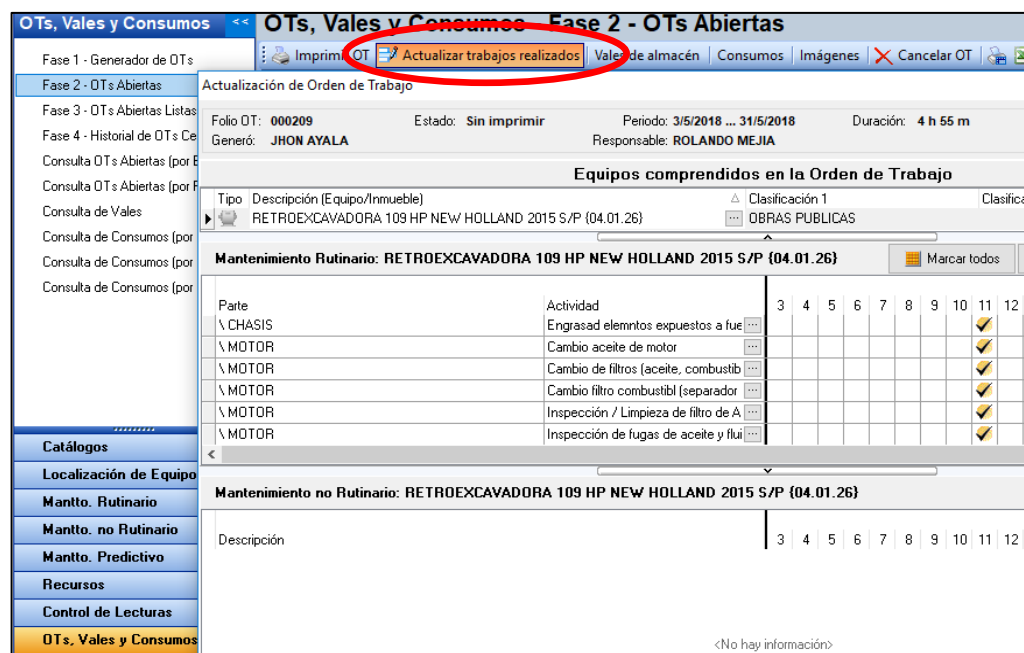 OTs, Vales y Consumos <<
OTs, Vales y Consumos - Fase 2 - OTs Abiertas
Imprimir OT Actualizar trabajos realizados Vales de almacén Consumos Imágenes Cancelar OT
Fase 1 - Generador de OTs
Fase 2 - OTs Abiertas
Fase 3 - OTs Abiertas Listas
Fase 4 - Historial de OTs Ce
Consulta OTs Abiertas (por E
Consulta OTs Abiertas (por
Consulta de Vales
Consulta de Consumos (por
Consulta de Consumos (por
Consulta de Consumos (por
Catálogos
Localización de Equipo
Mantto. Rutinario
Mantto. no Rutinario
Mantto. Predictivo
Recursos
Control de Lecturas
OTs, Vales y Consumos
Actualización de Orden de Trabajo
Folio OT: 000209 Estado: Sin imprimir Periodo: 3/5/2018 ... 31/5/2018 Duración: 4 h 55 m
Generó: JHON AYALA Responsable: ROLANDO MEJIA
Equipos comprendidos en la Orden de Trabajo
Tipo Descripción (Equipo/Inmueble) Clasificación 1 Clasifica
RETROEXCAVADORA 109 HP NEW HOLLAND 2015 S/P {04.01.26} ... OBRAS PUBLICAS
Mantenimiento Rutinario: RETROEXCAVADORA 109 HP NEW HOLLAND 2015 S/P {04.01.26} Marcar todos
Parte Actividad 3 4 5 6 7 8 9 10 11 12
\ CHASIS Engrasad elemntos expuestos a fue ...
\ MOTOR Cambio aceite de motor ...
\ MOTOR Cambio de filtros (aceite, combustib ...
\ MOTOR Cambio filtro combustibl (separador ...
\ MOTOR Inspección / Limpieza de filtro de A ...
\ MOTOR Inspección de fugas de aceite y flui ...
Mantenimiento no Rutinario: RETROEXCAVADORA 109 HP NEW HOLLAND 2015 S/P {04.01.26}
Descripción 3 4 5 6 7 8 9 10 11 12
<No hay información>